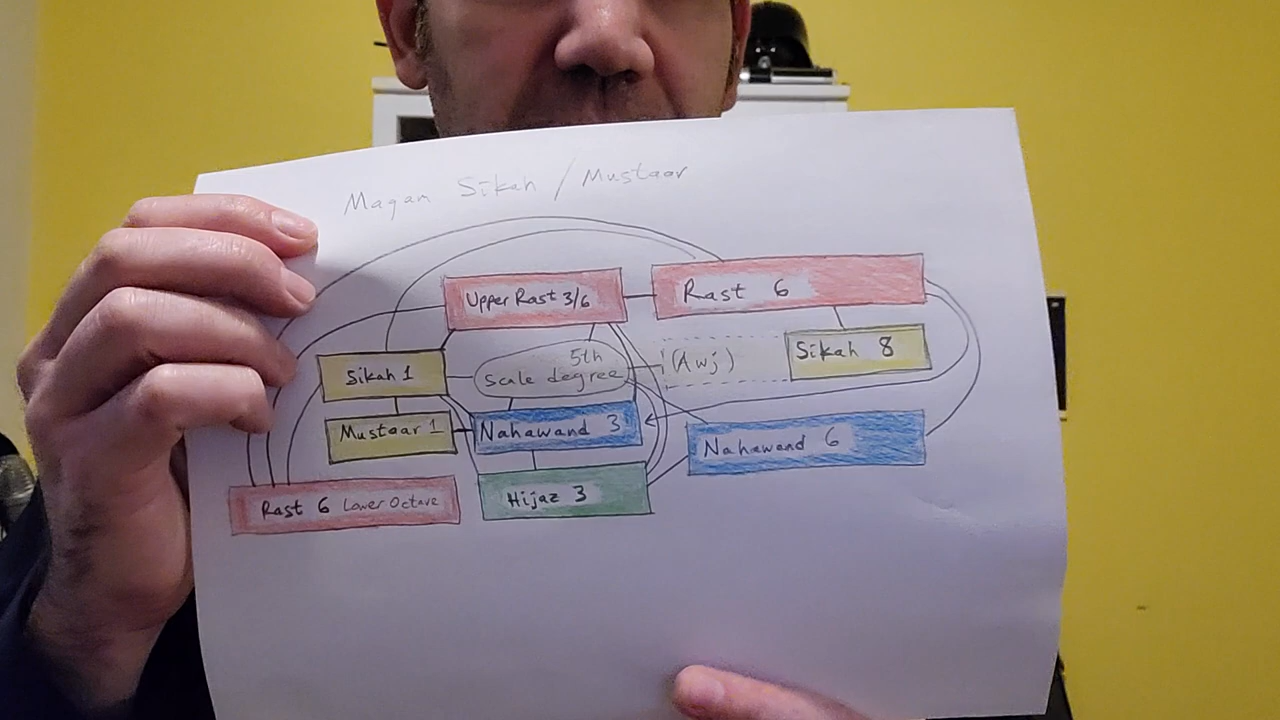 Maqam Sikah / Mustaar
Upper Rast 3/6
Rast 6
Sikah 1
5th
scale degree
(Awj)
Sikah 8
Mustaar 1
Nahawand 3
Nahawand 6
Rast 6 Lower Octave
Hijaz 3